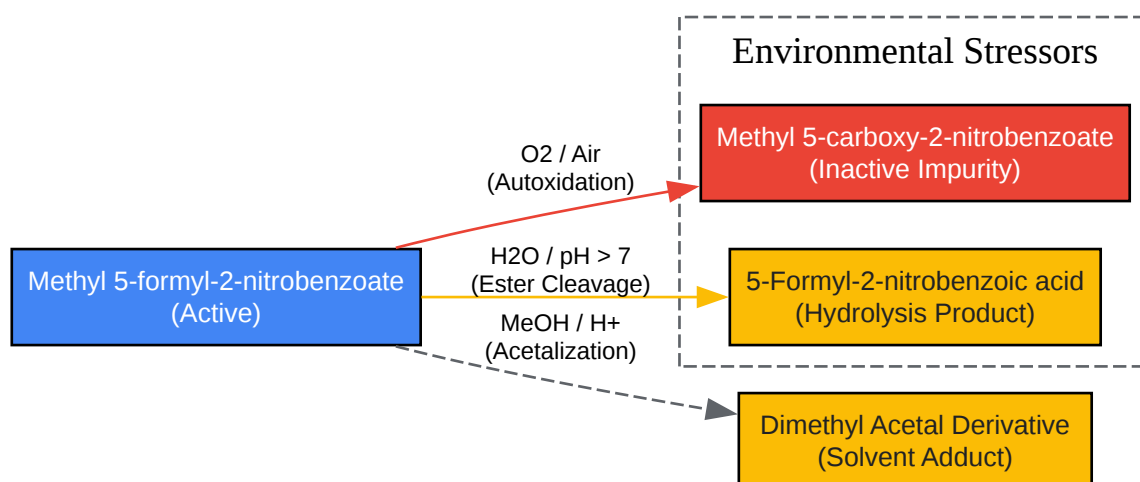 Environmental Stressors
Methyl 5-carboxy-2-nitrobenzoate
(Inactive Impurity)
O2 / Air
(Autoxidation)
Methyl 5-formyl-2-nitrobenzoate
(Active)
H2O / pH > 7
(Ester Cleavage)
5-Formyl-2-nitrobenzoic acid
(Hydrolysis Product)
MeOH / H+
(Acetalization)
Dimethyl Acetal Derivative
(Solvent Adduct)